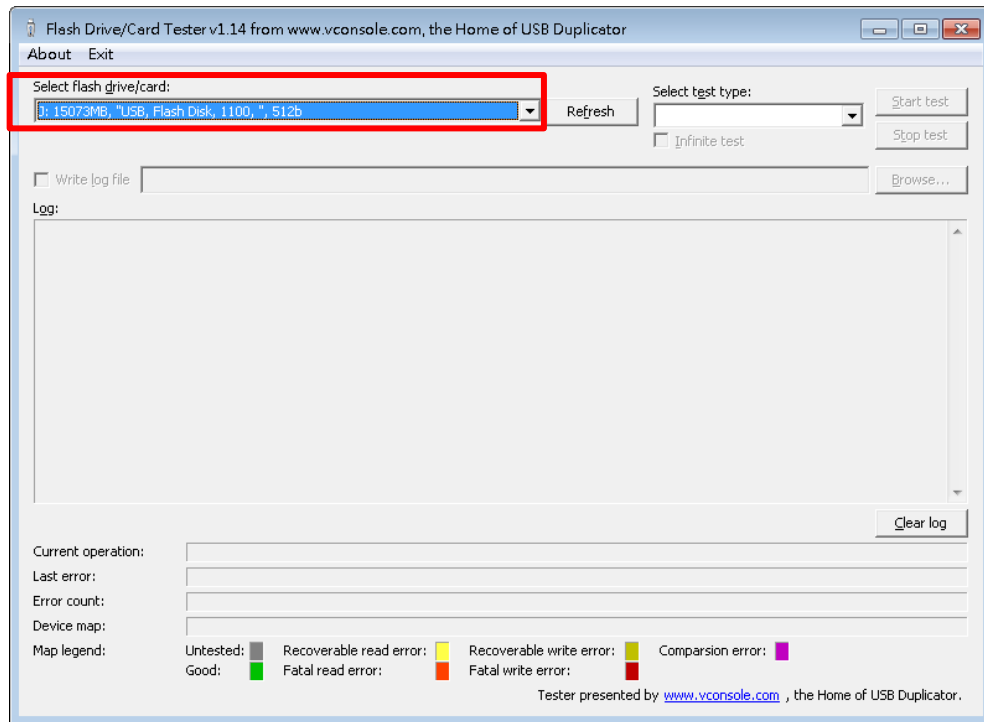 Flash Drive/Card Tester v1.14 from www.vconsole.com, the Home of USB Duplicator
About Exit
Select flash drive/card:
J: 15073MB, "USB, Flash Disk, 1100, ", 512b
Refresh
Select test type:
Start test
Infinite test
Stop test
Write log file
Browse...
Log:
Clear log
Current operation:
Last error:
Error count:
Device map:
Map legend: Untested: Recoverable read error: Recoverable write error: Comparsion error:
Good: Fatal read error: Fatal write error:
Tester presented by www.vconsole.com , the Home of USB Duplicator.